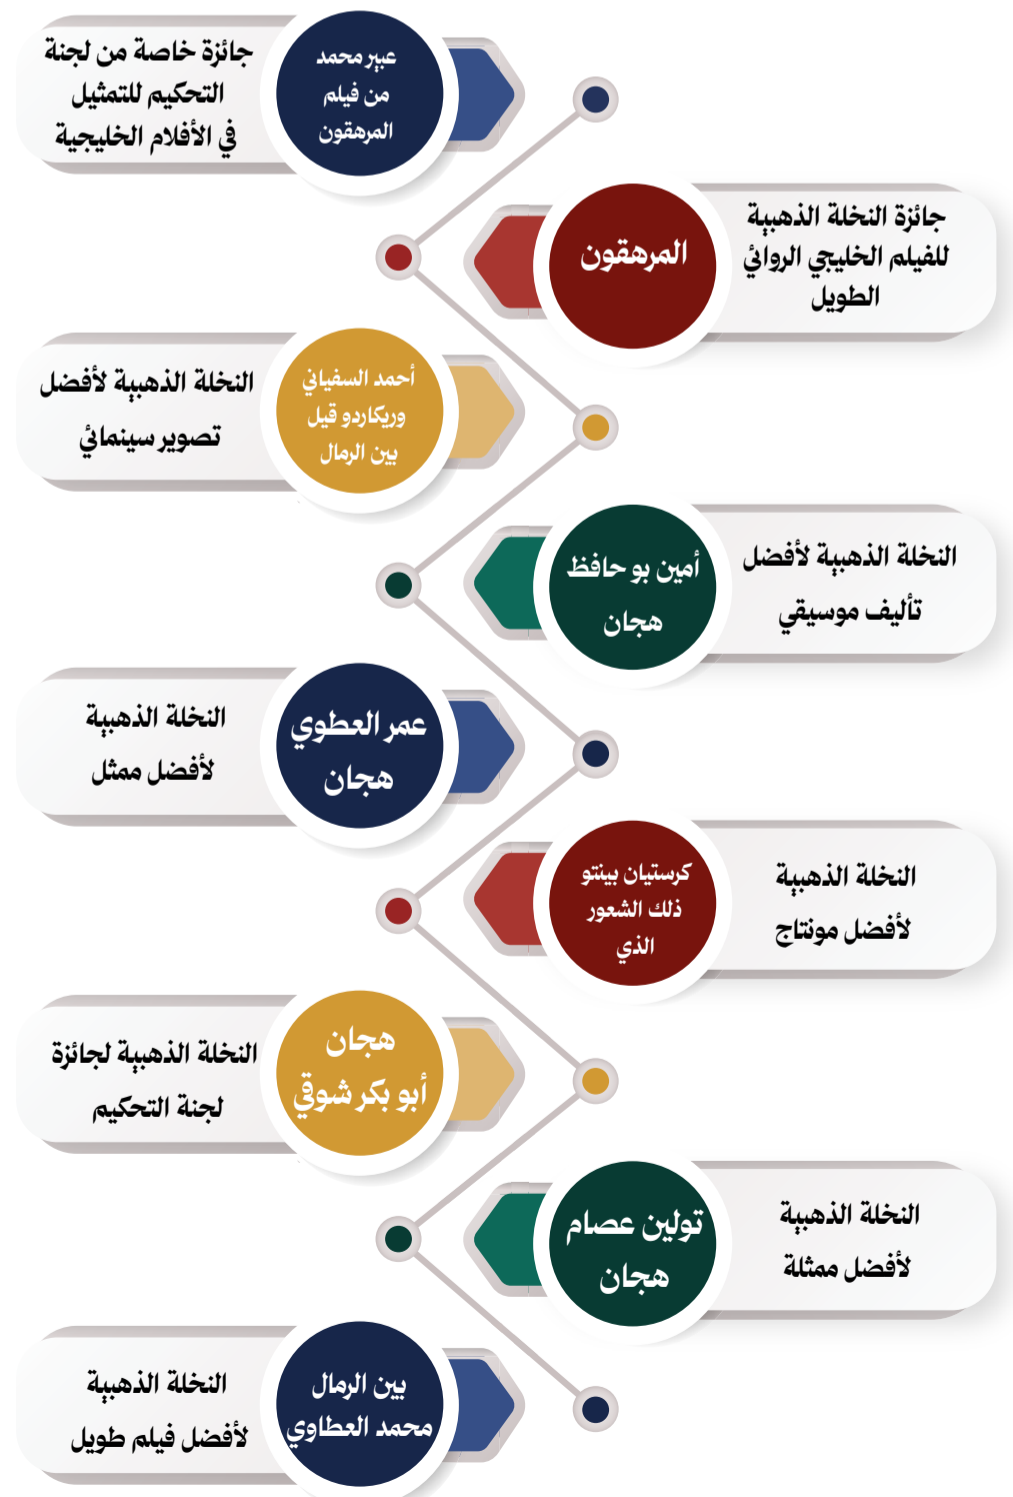 جائزة خاصة من لجنة
التحكيم للتمثيل
في الأفلام الخليجية
عبير محمد
من فيلم
المرهقون
جائزة النخلة الذهبية
للفيلم الخليجي الروائي
الطويل
المرهقون
النخلة الذهبية لأفضل
تصوير سينمائي
أحمد السفياني
وريكاردو قيل
بين الرمال
النخلة الذهبية لأفضل
تأليف موسيقي
أمين بو حافظ
هجان
النخلة الذهبية
لأفضل ممثل
عمر العطوي
هجان
النخلة الذهبية
لأفضل مونتاج
كرستيان بينتو
ذلك الشعور
الذي
النخلة الذهبية لجائزة
لجنة التحكيم
هجان
أبو بكر شوقي
النخلة الذهبية
لأفضل ممثلة
تولين عصام
هجان
النخلة الذهبية
لأفضل فيلم طويل
بين الرمال
محمد العطاوي